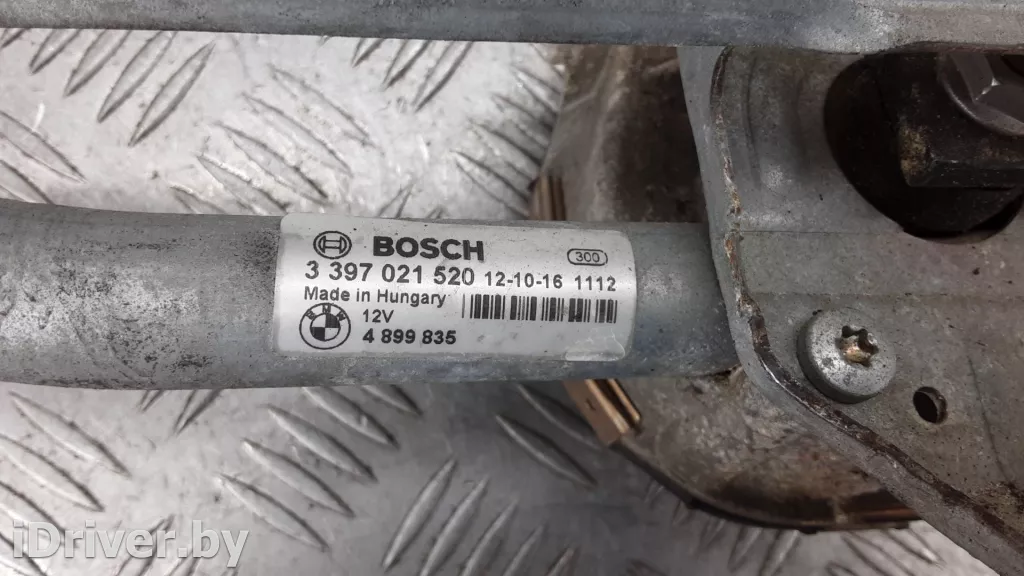 BOSCH 300
3 397 021 520 12-10-16 1112
Made in Hungary
12V
BMW
4 899 835
iDriver.by